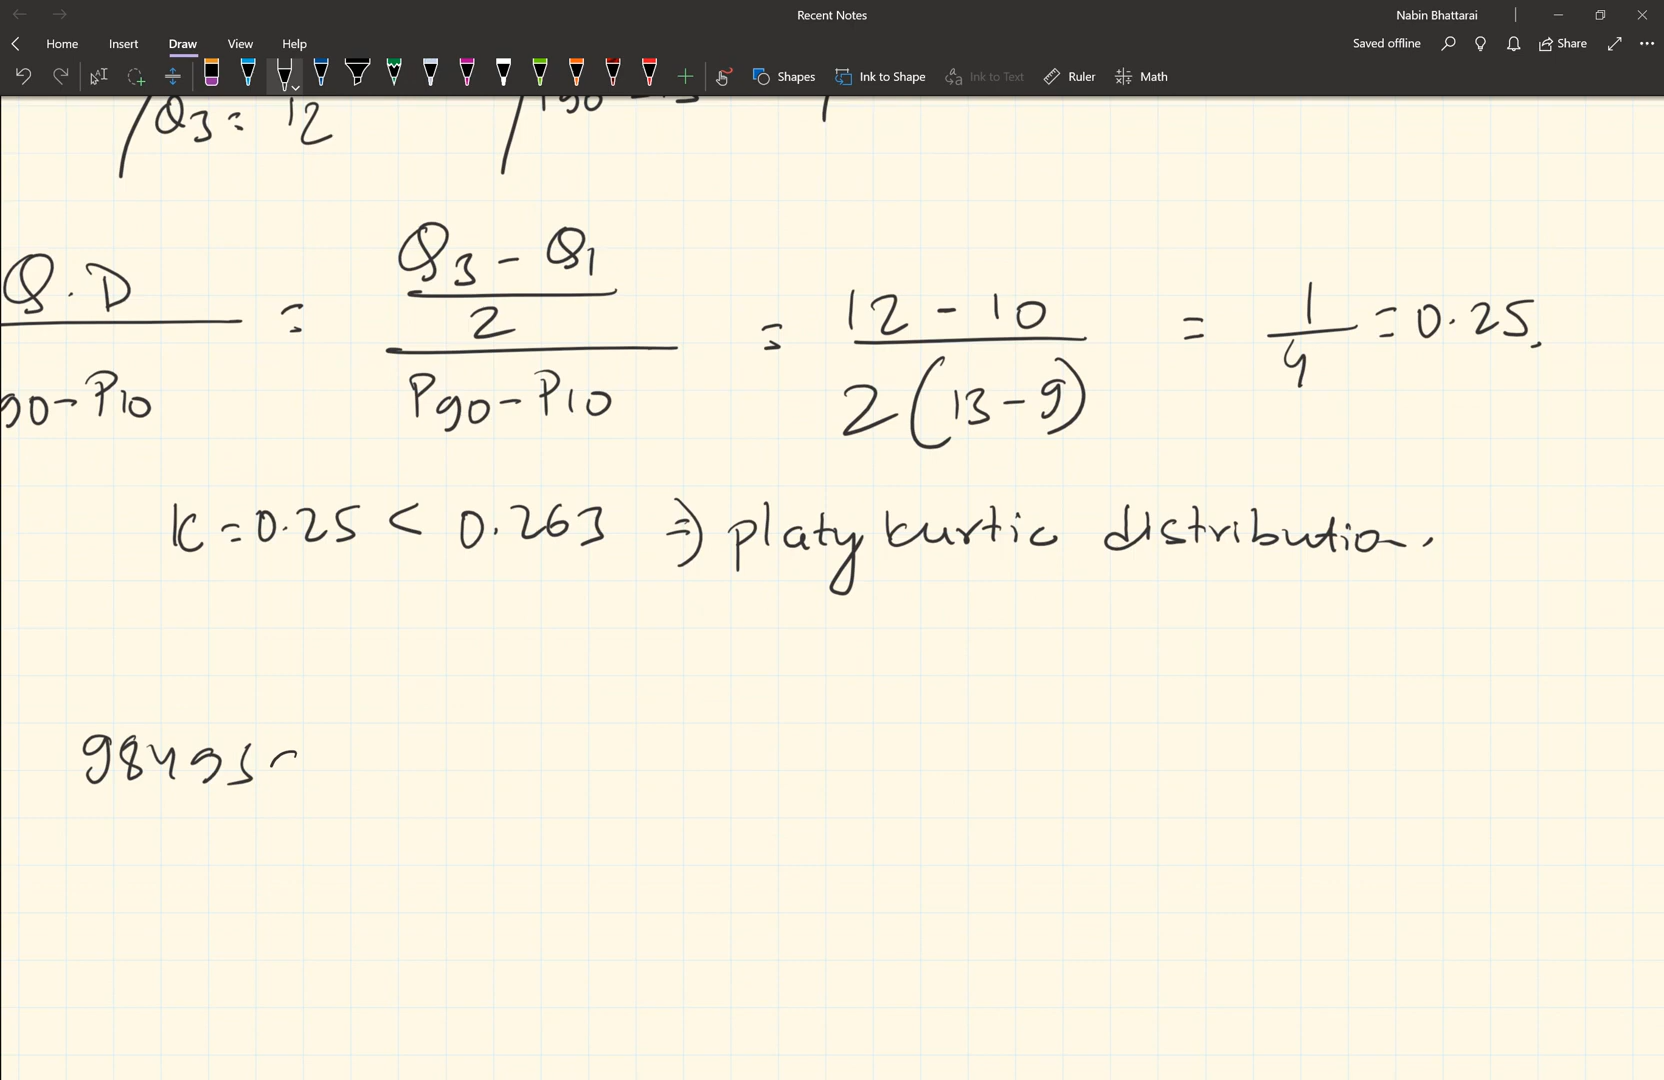 Recent Notes
Nabin Bhattarai
Home Insert Draw View Help
Saved offline
Share
Shapes
Ink to Shape
Ink to Text
Ruler
Math
Q3 = 12
Q.D / 90-P10 = Q3 - Q1 / 2 / P90-P10 = 12 - 10 / 2(13-9) = 1/4 = 0.25.
K = 0.25 < 0.263 => platykurtic distribution.